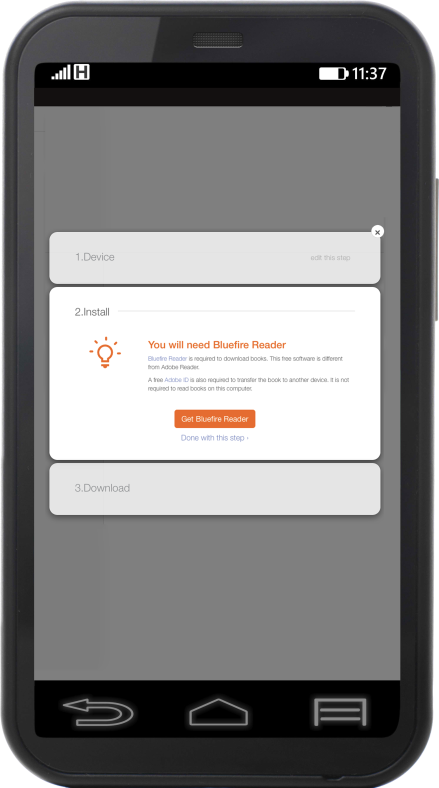 H 11:37
1.Device edit this step
2.Install
You will need Bluefire Reader
Bluefire Reader is required to download books. This free software is different
from Adobe Reader.
A free Adobe ID is also required to transfer the book to another device. It is not
required to read books on this computer.
Get Bluefire Reader
Done with this step ›
3.Download